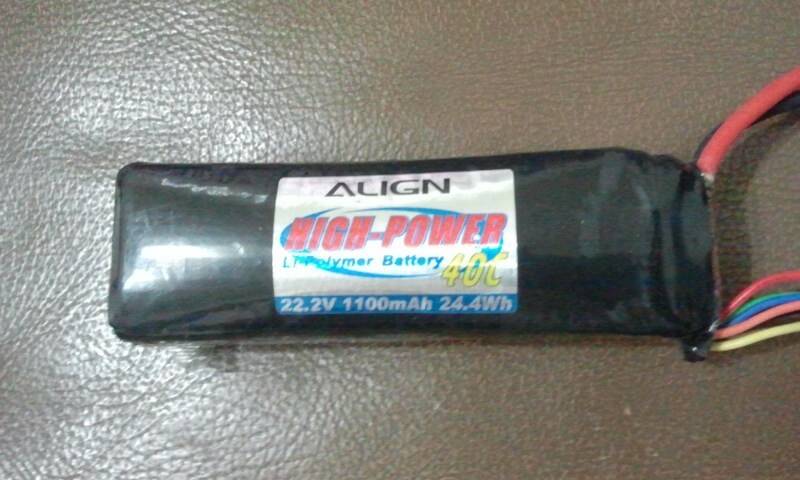 ALIGN
HIGH-POWER
Li-Polymer Battery 40C
22.2V 1100mAh 24.4Wh